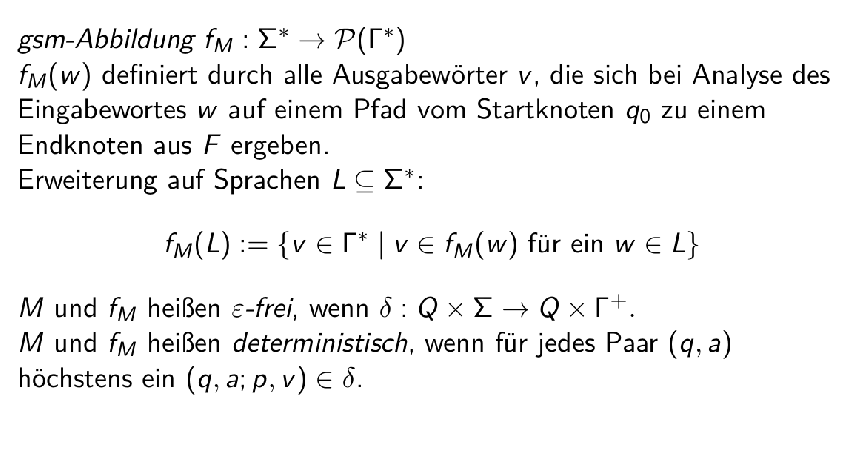 gsm-Abbildung f_M : Σ* → 𝒫(Γ*)
f_M(w) definiert durch alle Ausgabewörter v, die sich bei Analyse des
Eingabewortes w auf einem Pfad vom Startknoten q₀ zu einem
Endknoten aus F ergeben.
Erweiterung auf Sprachen L ⊆ Σ*:
f_M(L) := {v ∈ Γ* | v ∈ f_M(w) für ein w ∈ L}
M und f_M heißen ε-frei, wenn δ : Q × Σ → Q × Γ⁺.
M und f_M heißen deterministisch, wenn für jedes Paar (q, a)
höchstens ein (q, a; p, v) ∈ δ.